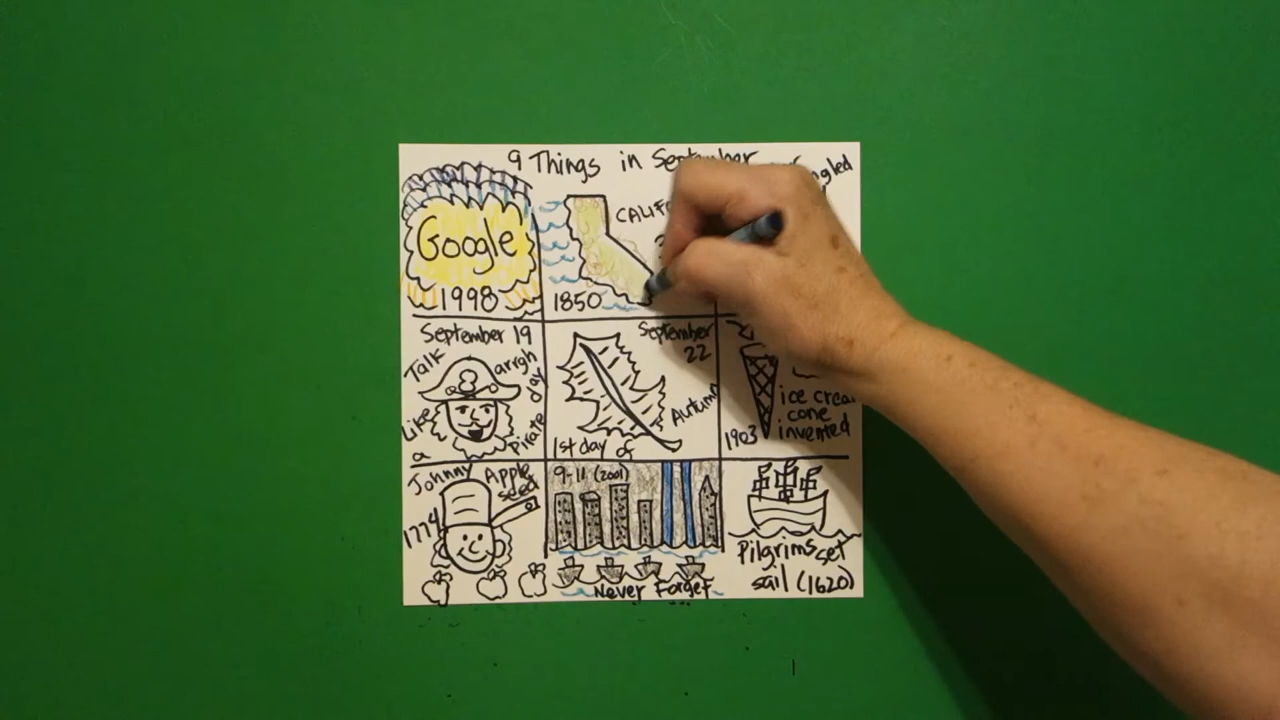 9 Things in September
Google
1998
CALIF
1850
ngled
September 19
Talk
Like
a
Pirate day
arrgh
September
22
1st day of
Autumn
1903
ice crea
cone
invented
Johnny Apple
seed
1774
9-11 (2001)
Never Forget
Pilgrims set
sail (1620)